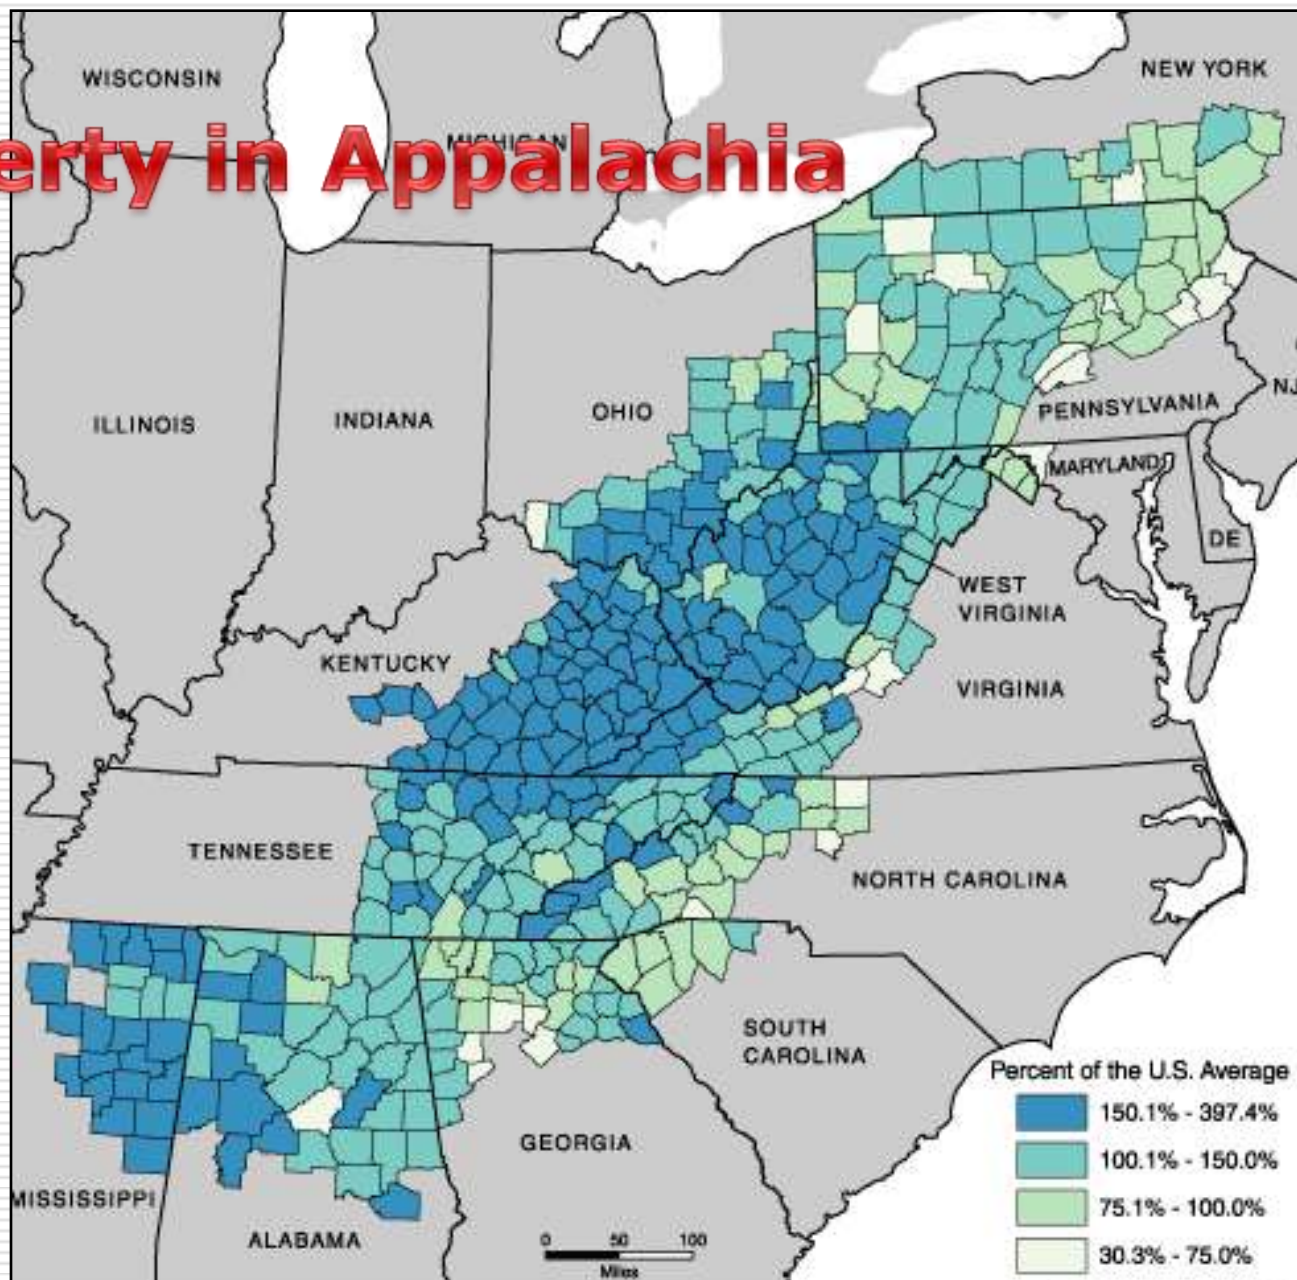 WISCONSIN
NEW YORK
MICHIGAN
erty in Appalachia
ILLINOIS
INDIANA
OHIO
PENNSYLVANIA
NJ
MARYLAND
DE
WEST
VIRGINIA
KENTUCKY
VIRGINIA
TENNESSEE
NORTH CAROLINA
SOUTH
CAROLINA
GEORGIA
MISSISSIPPI
ALABAMA
Percent of the U.S. Average
150.1% - 397.4%
100.1% - 150.0%
75.1% - 100.0%
30.3% - 75.0%
0 50 100
Miles